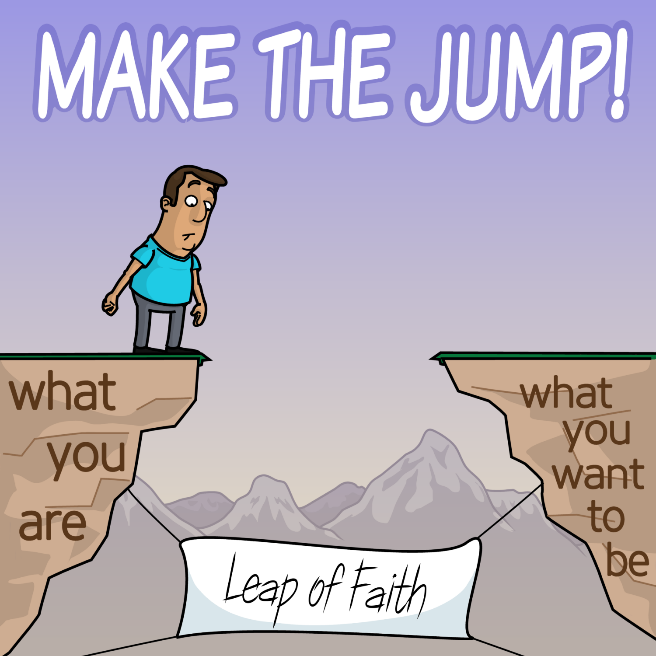 MAKE THE JUMP!
what
you
are
what
you
want
to
be
Leap of Faith